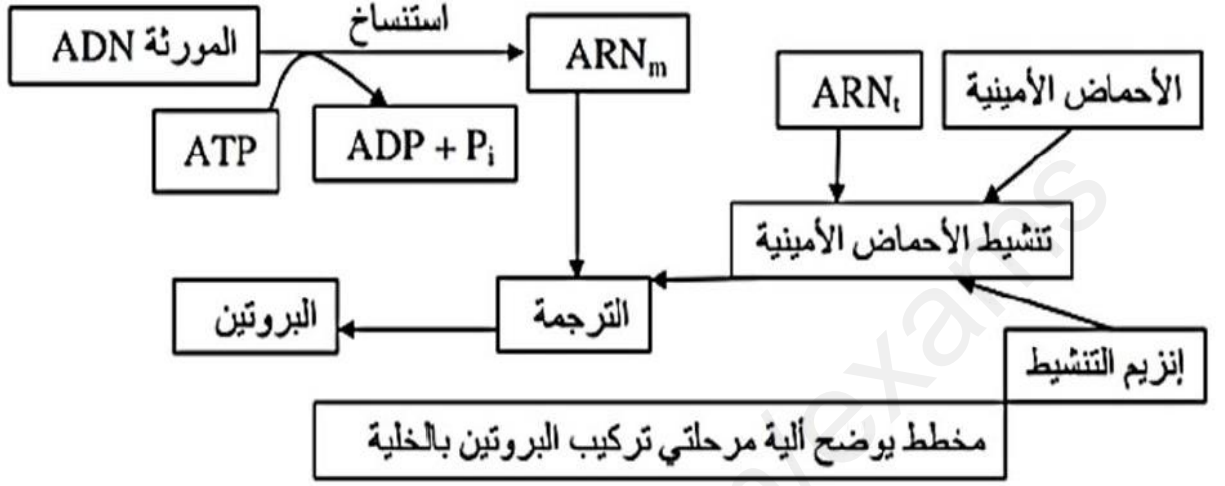 استنساخ
المورثة ADN
ARNm
ATP
ADP + Pi
ARNt
الأحماض الأمينية
تنشيط الأحماض الأمينية
البروتين
الترجمة
إنزيم التنشيط
مخطط يوضح ألية مرحلتي تركيب البروتين بالخلية
/exams